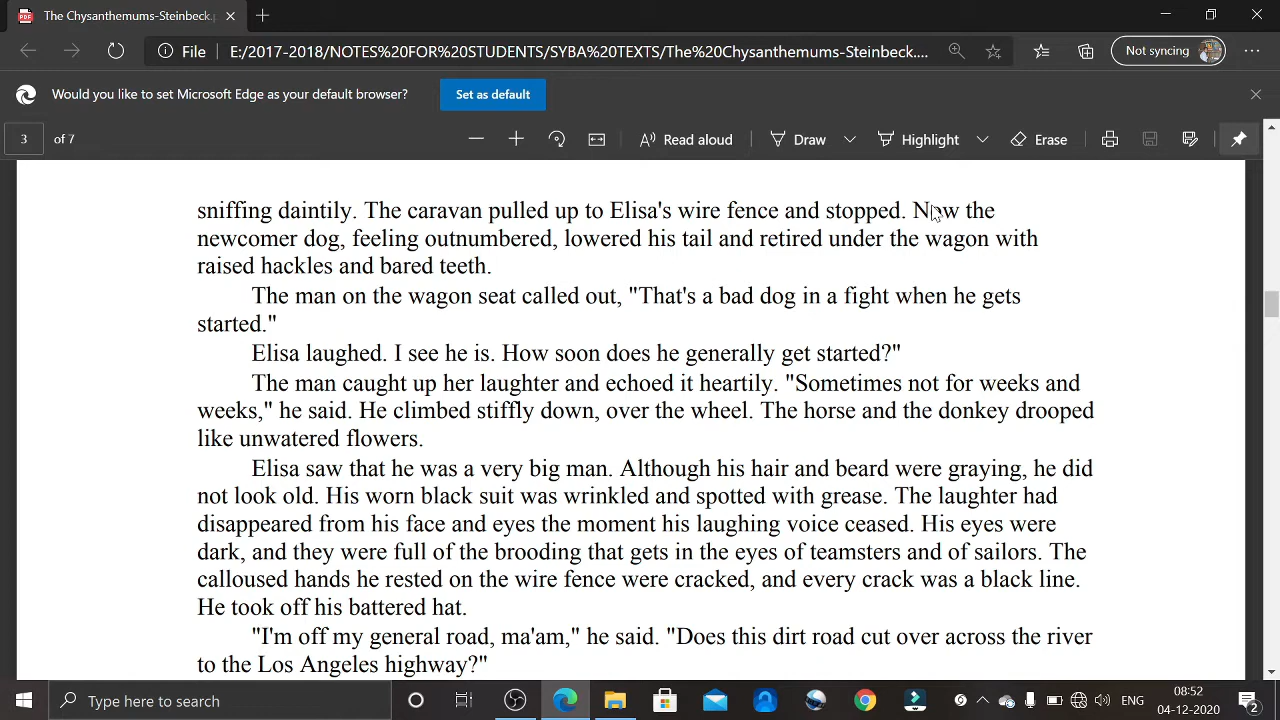 The Chysanthemums-Steinbeck.p
File
E:/2017-2018/NOTES%20FOR%20STUDENTS/SYBA%20TEXTS/The%20Chysanthemums-Steinbeck....
Not syncing
Would you like to set Microsoft Edge as your default browser?
Set as default
3 of 7
Read aloud
Draw
Highlight
Erase
sniffing daintily. The caravan pulled up to Elisa's wire fence and stopped. Now the
newcomer dog, feeling outnumbered, lowered his tail and retired under the wagon with
raised hackles and bared teeth.
The man on the wagon seat called out, "That's a bad dog in a fight when he gets
started."
Elisa laughed. I see he is. How soon does he generally get started?"
The man caught up her laughter and echoed it heartily. "Sometimes not for weeks and
weeks," he said. He climbed stiffly down, over the wheel. The horse and the donkey drooped
like unwatered flowers.
Elisa saw that he was a very big man. Although his hair and beard were graying, he did
not look old. His worn black suit was wrinkled and spotted with grease. The laughter had
disappeared from his face and eyes the moment his laughing voice ceased. His eyes were
dark, and they were full of the brooding that gets in the eyes of teamsters and of sailors. The
calloused hands he rested on the wire fence were cracked, and every crack was a black line.
He took off his battered hat.
"I'm off my general road, ma'am," he said. "Does this dirt road cut over across the river
to the Los Angeles highway?"
Type here to search
ENG
08:52
04-12-2020
2